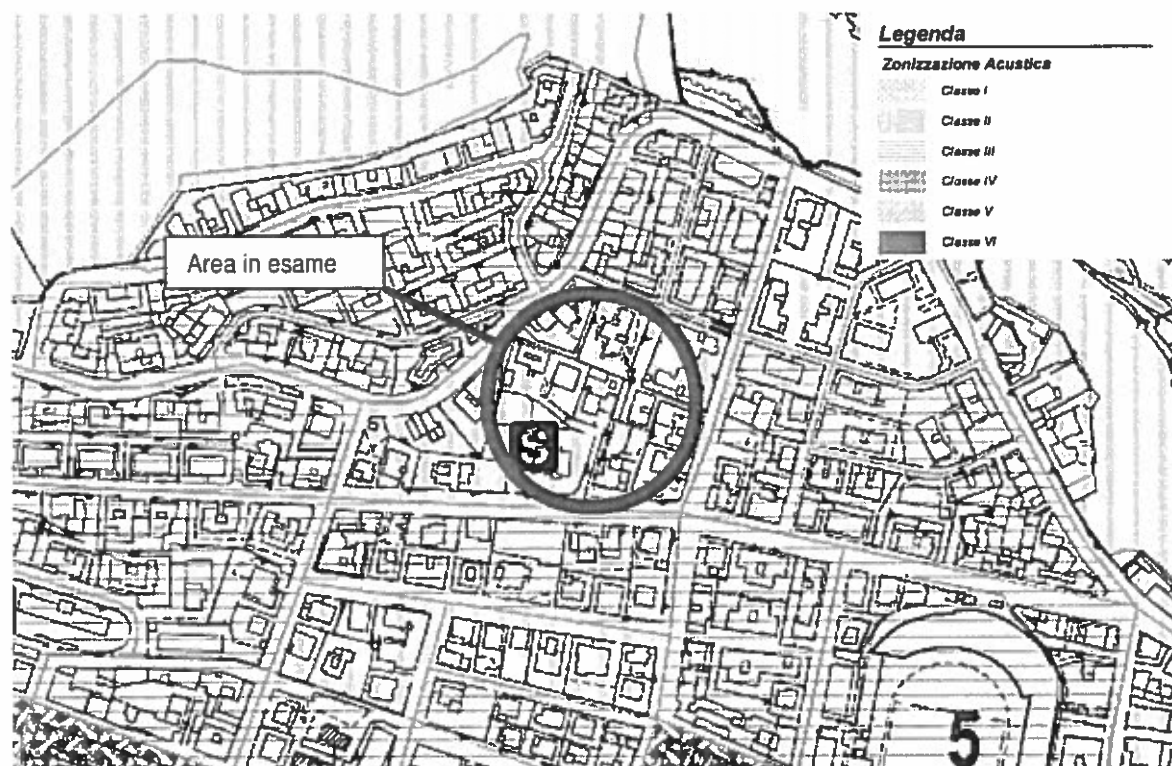 Legenda
Zonizzazione Acustica
Classe I
Classe II
Classe III
Classe IV
Classe V
Classe VI
Area in esame
S
5